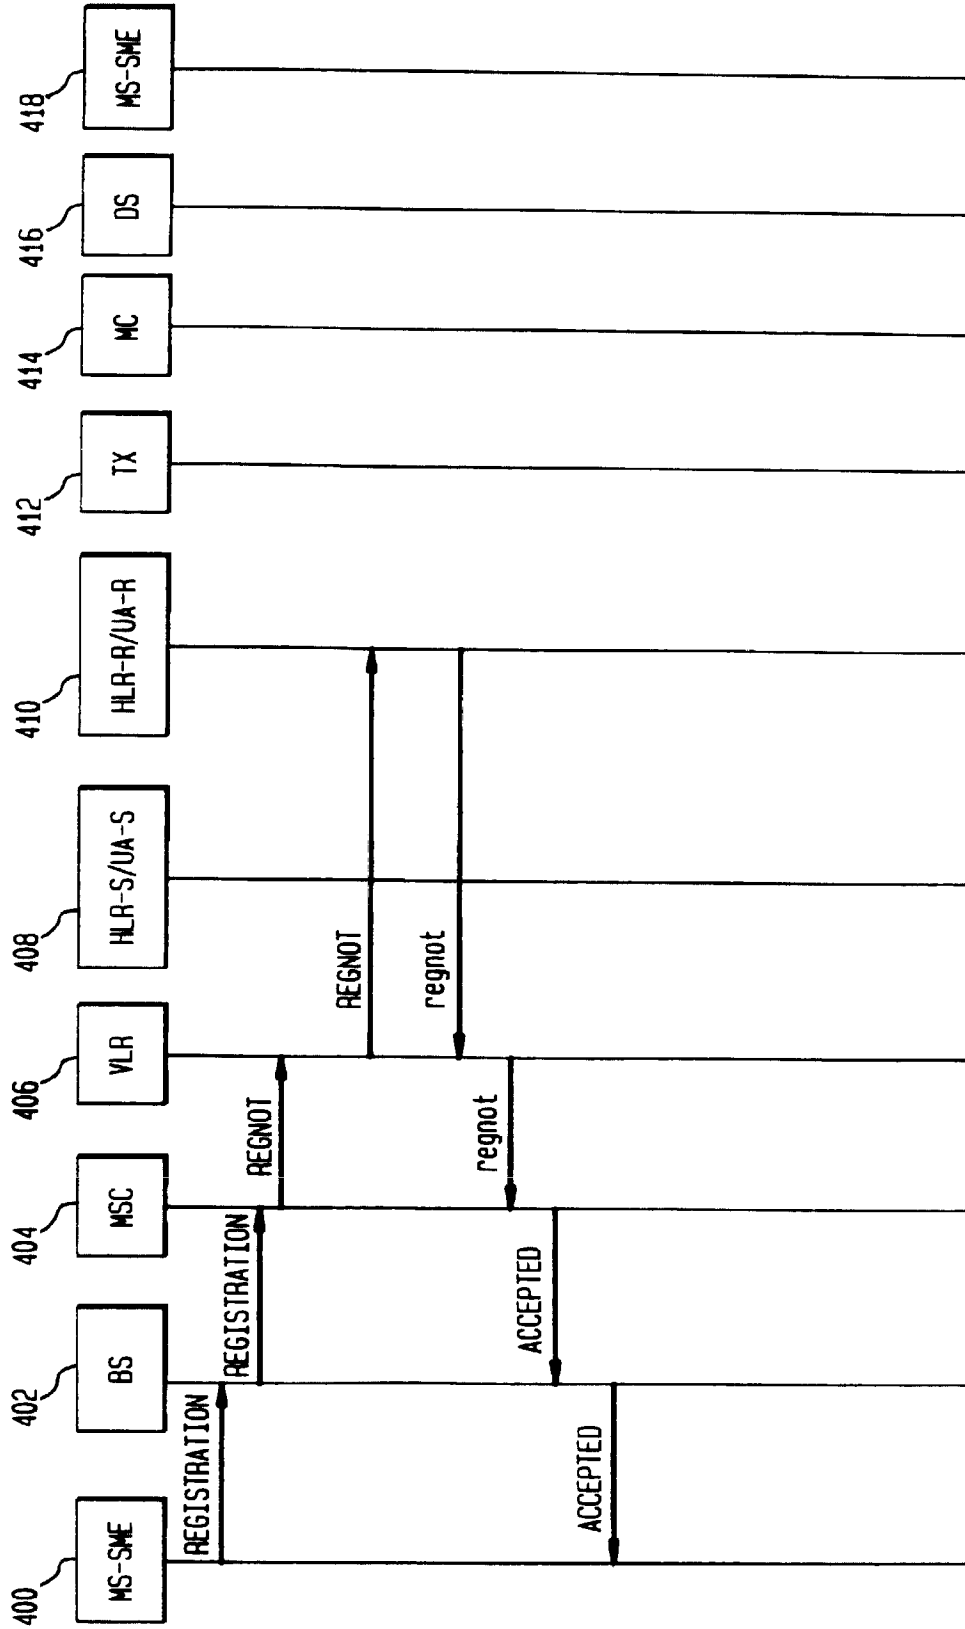 400
MS-SME
402
BS
404
MSC
406
VLR
408
HLR-S/UA-S
410
HLR-R/UA-R
412
TX
414
MC
416
DS
418
MS-SME
REGISTRATION
REGISTRATION
REGNOT
REGNOT
regnot
regnot
ACCEPTED
ACCEPTED